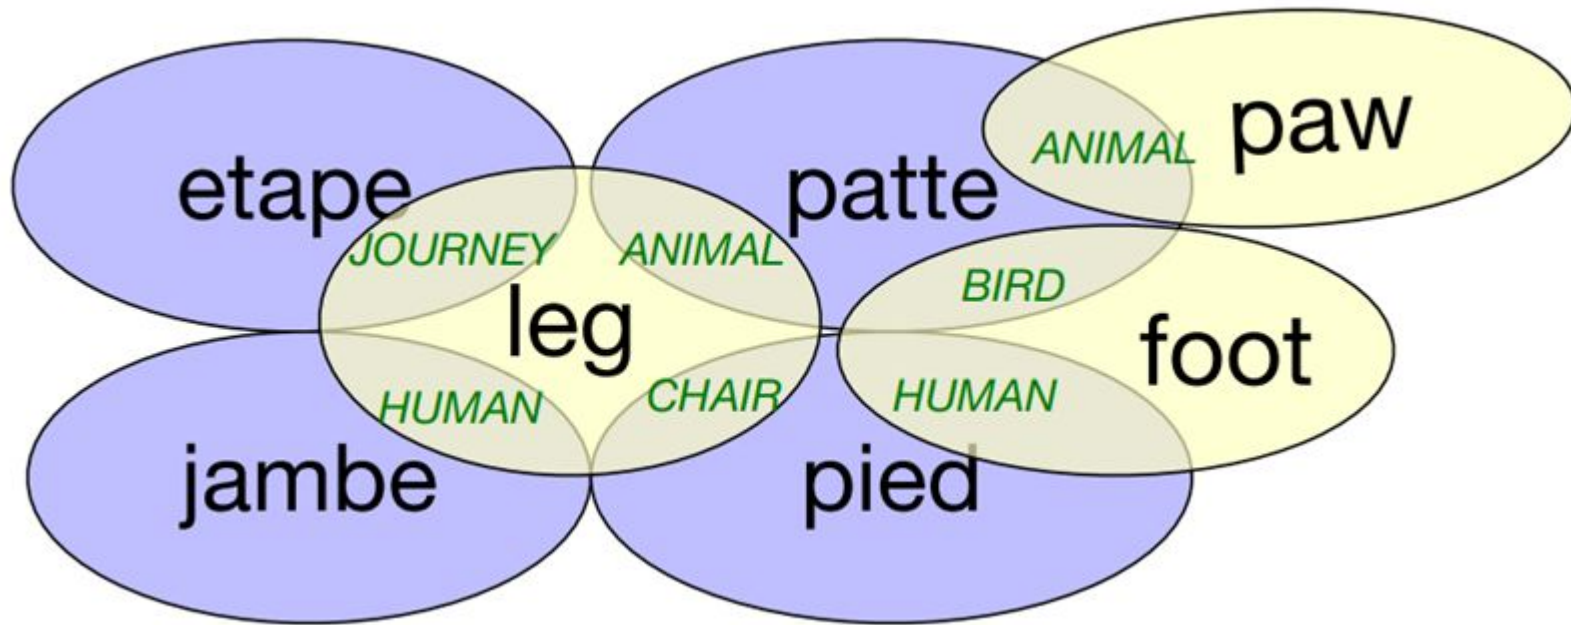 etape
patte
paw
JOURNEY
ANIMAL
ANIMAL
leg
BIRD
foot
HUMAN
CHAIR
HUMAN
jambe
pied